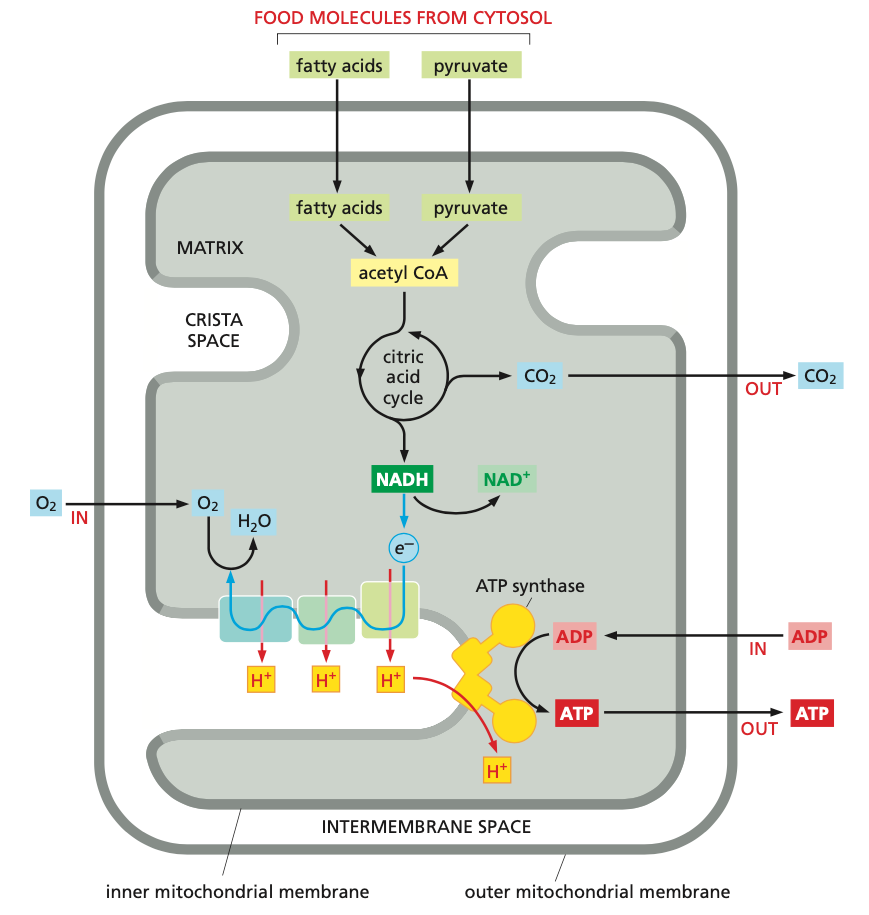 FOOD MOLECULES FROM CYTOSOL
fatty acids
pyruvate
fatty acids
pyruvate
MATRIX
acetyl CoA
CRISTA
SPACE
citric
acid
cycle
CO₂
CO₂
OUT
NADH
NAD⁺
O₂
IN
O₂
H₂O
e⁻
ATP synthase
ADP
ADP
IN
H⁺
H⁺
H⁺
ATP
ATP
OUT
H⁺
INTERMEMBRANE SPACE
inner mitochondrial membrane
outer mitochondrial membrane